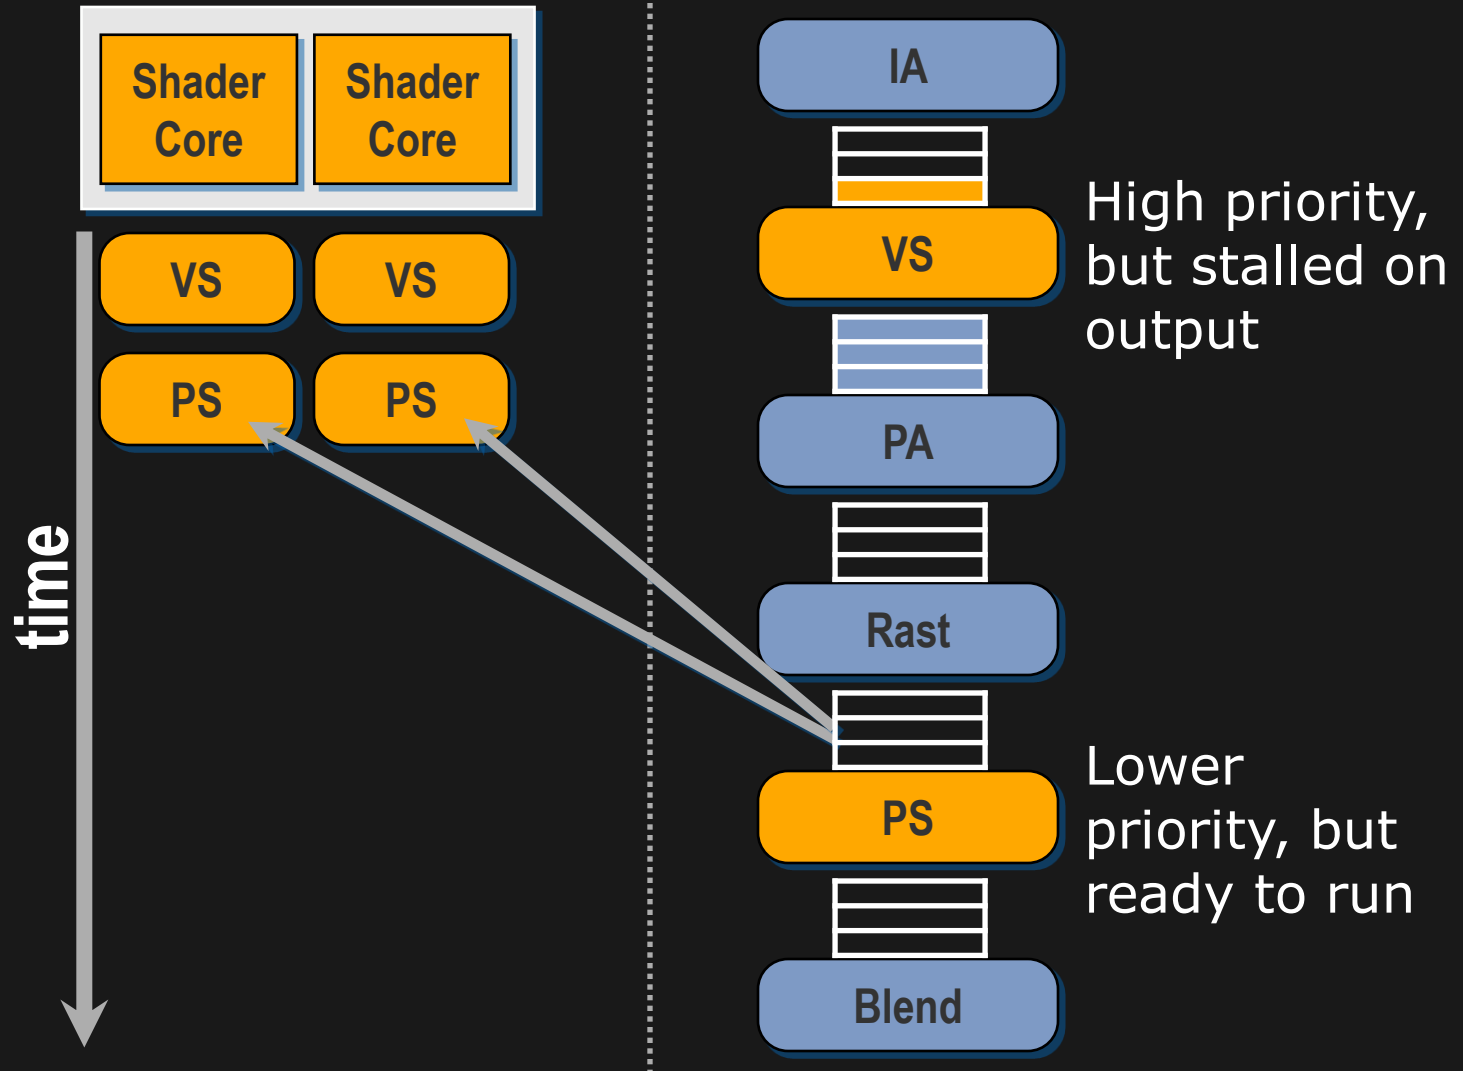 Shader
Core
Shader
Core
VS
VS
PS
PS
time
IA
VS
PA
Rast
PS
Blend
High priority,
but stalled on
output
Lower
priority, but
ready to run